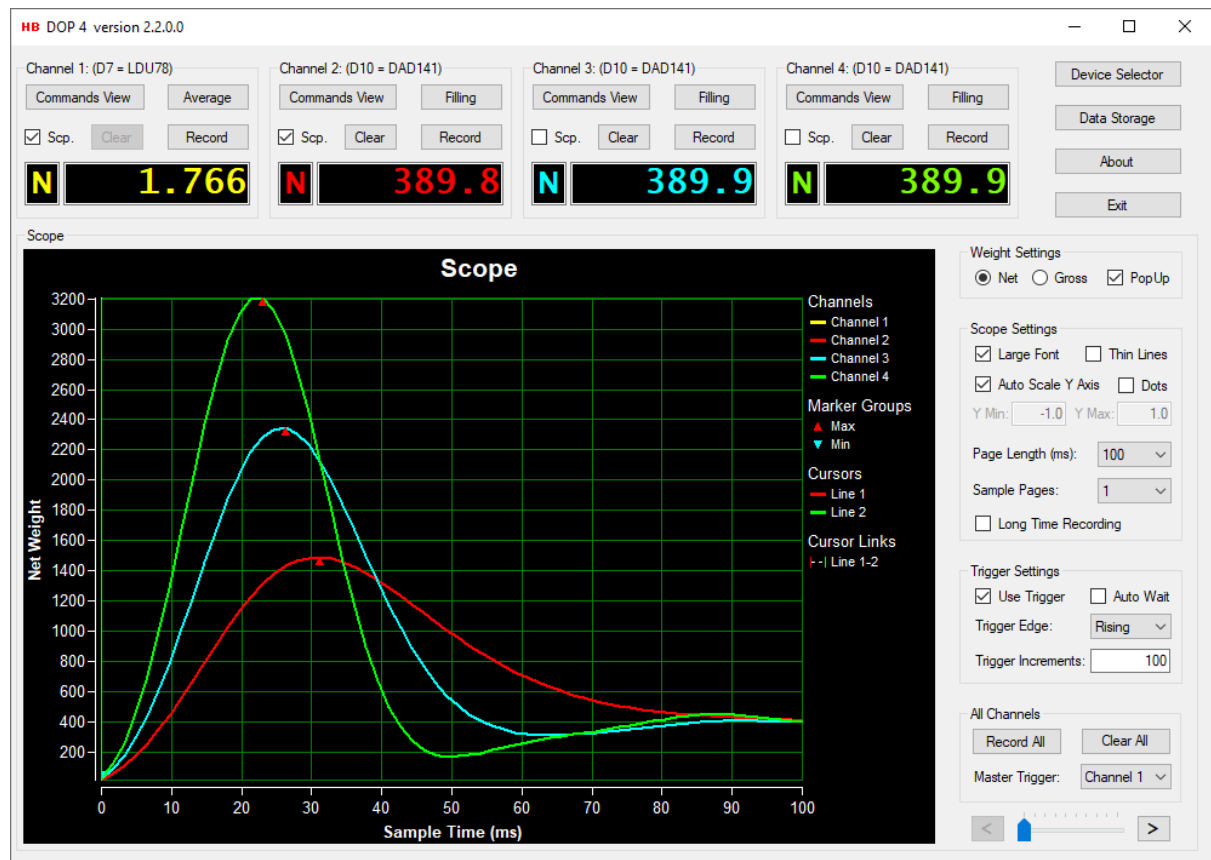 HB DOP 4 version 2.2.0.0
Channel 1: (D7 = LDU78)
Commands View Average
Scp. Clear Record
N 1.766
Channel 2: (D10 = DAD141)
Commands View Filling
Scp. Clear Record
N 389.8
Channel 3: (D10 = DAD141)
Commands View Filling
Scp. Clear Record
N 389.9
Channel 4: (D10 = DAD141)
Commands View Filling
Scp. Clear Record
N 389.9
Device Selector
Data Storage
About
Exit
Scope
Scope
Net Weight
3200
3000
2800
2600
2400
2200
2000
1800
1600
1400
1200
1000
800
600
400
200
0 10 20 30 40 50 60 70 80 90 100
Sample Time (ms)
Channels
Channel 1
Channel 2
Channel 3
Channel 4
Marker Groups
Max
Min
Cursors
Line 1
Line 2
Cursor Links
Line 1-2
Weight Settings
Net Gross PopUp
Scope Settings
Large Font Thin Lines
Auto Scale Y Axis Dots
Y Min: -1.0 Y Max: 1.0
Page Length (ms): 100
Sample Pages: 1
Long Time Recording
Trigger Settings
Use Trigger Auto Wait
Trigger Edge: Rising
Trigger Increments: 100
All Channels
Record All Clear All
Master Trigger: Channel 1
< >